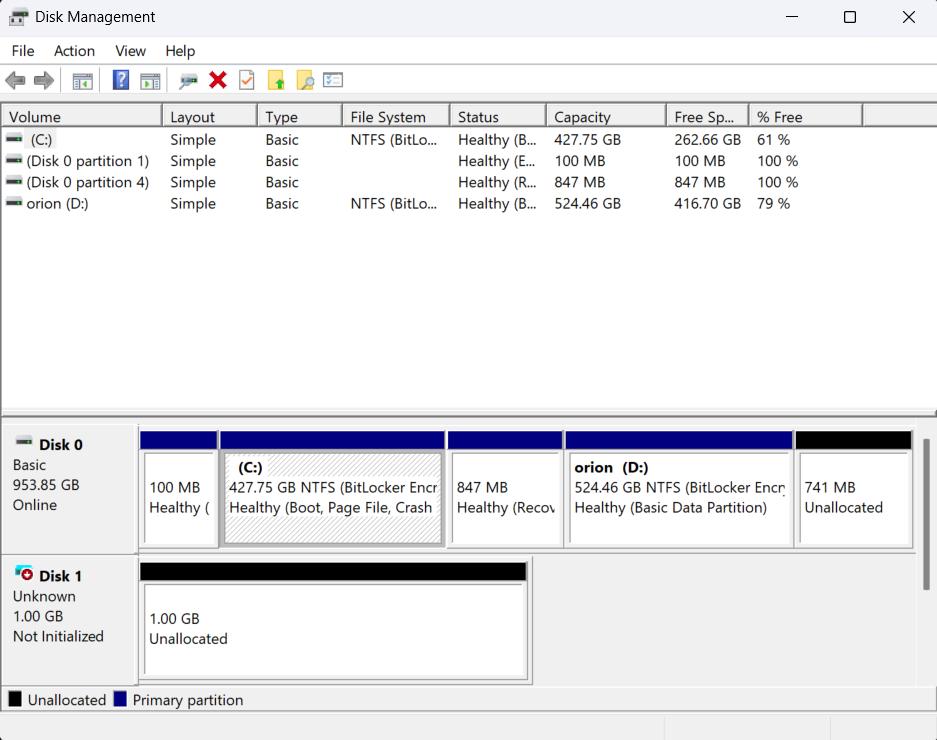 Disk Management
File Action View Help
Volume Layout Type File System Status Capacity Free Sp... % Free
(C:) Simple Basic NTFS (BitLo... Healthy (B... 427.75 GB 262.66 GB 61 %
(Disk 0 partition 1) Simple Basic Healthy (E... 100 MB 100 MB 100 %
(Disk 0 partition 4) Simple Basic Healthy (R... 847 MB 847 MB 100 %
orion (D:) Simple Basic NTFS (BitLo... Healthy (B... 524.46 GB 416.70 GB 79 %
Disk 0
Basic
953.85 GB
Online
100 MB
Healthy (
(C:)
427.75 GB NTFS (BitLocker Encr
Healthy (Boot, Page File, Crash
847 MB
Healthy (Recov
orion (D:)
524.46 GB NTFS (BitLocker Encry
Healthy (Basic Data Partition)
741 MB
Unallocated
Disk 1
Unknown
1.00 GB
Not Initialized
1.00 GB
Unallocated
Unallocated Primary partition